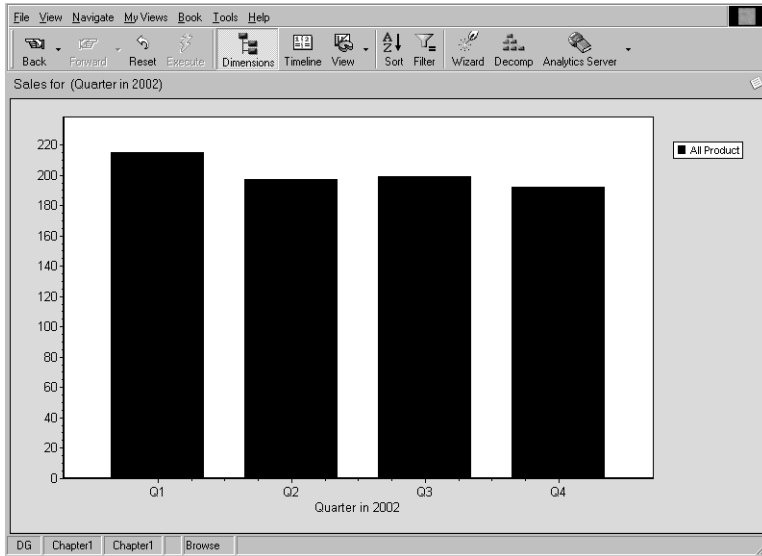 File View Navigate My Views Book Tools Help
Back Forward Reset Execute Dimensions Timeline View Sort Filter Wizard Decomp Analytics Server
Sales for (Quarter in 2002)
220
200
180
160
140
120
100
80
60
40
20
0
Q1 Q2 Q3 Q4
Quarter in 2002
All Product
DG Chapter1 Chapter1 Browse